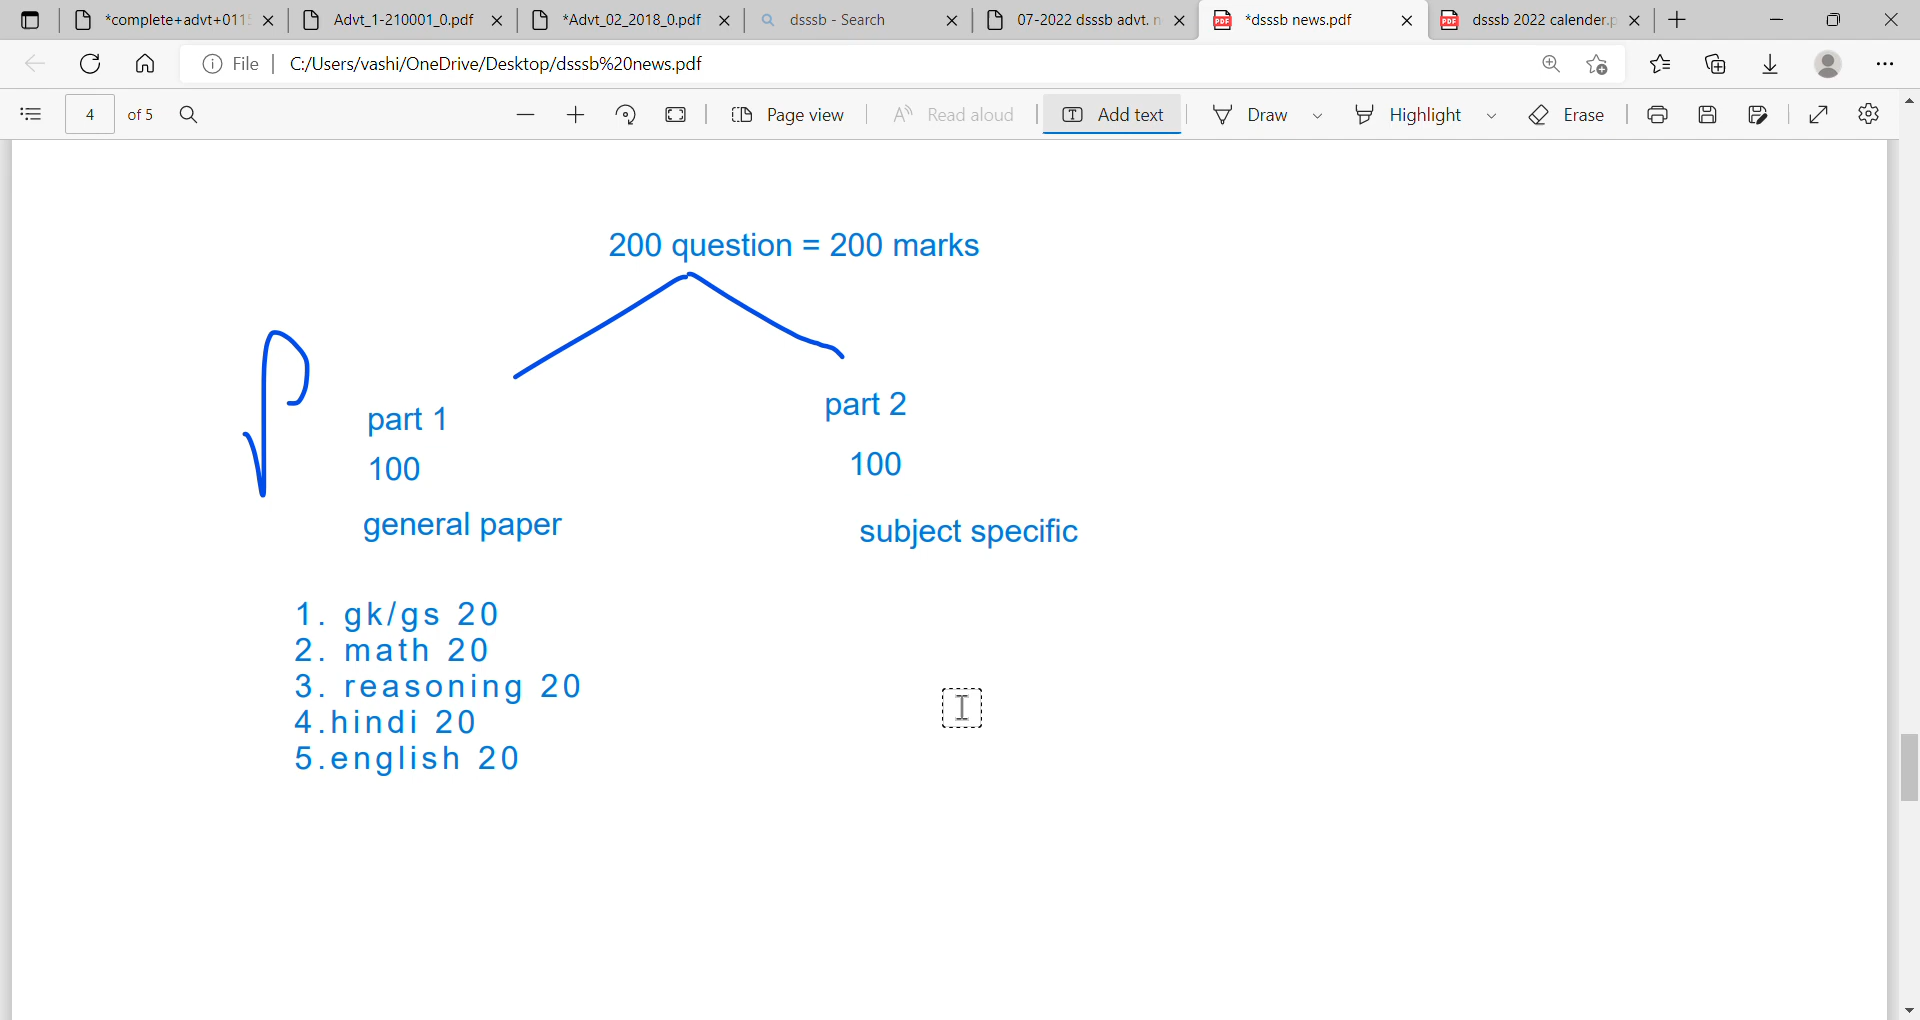 *complete+advt+011
Advt_1-210001_0.pdf
*Advt_02_2018_0.pdf
dsssb - Search
07-2022 dsssb advt.
*dsssb news.pdf
dsssb 2022 calender.p
File
C:/Users/vashi/OneDrive/Desktop/dsssb%20news.pdf
4 of 5
Page view
Read aloud
Add text
Draw
Highlight
Erase
200 question = 200 marks
part 1
part 2
100
100
general paper
subject specific
1. gk/gs 20
2. math 20
3. reasoning 20
4.hindi 20
5.english 20